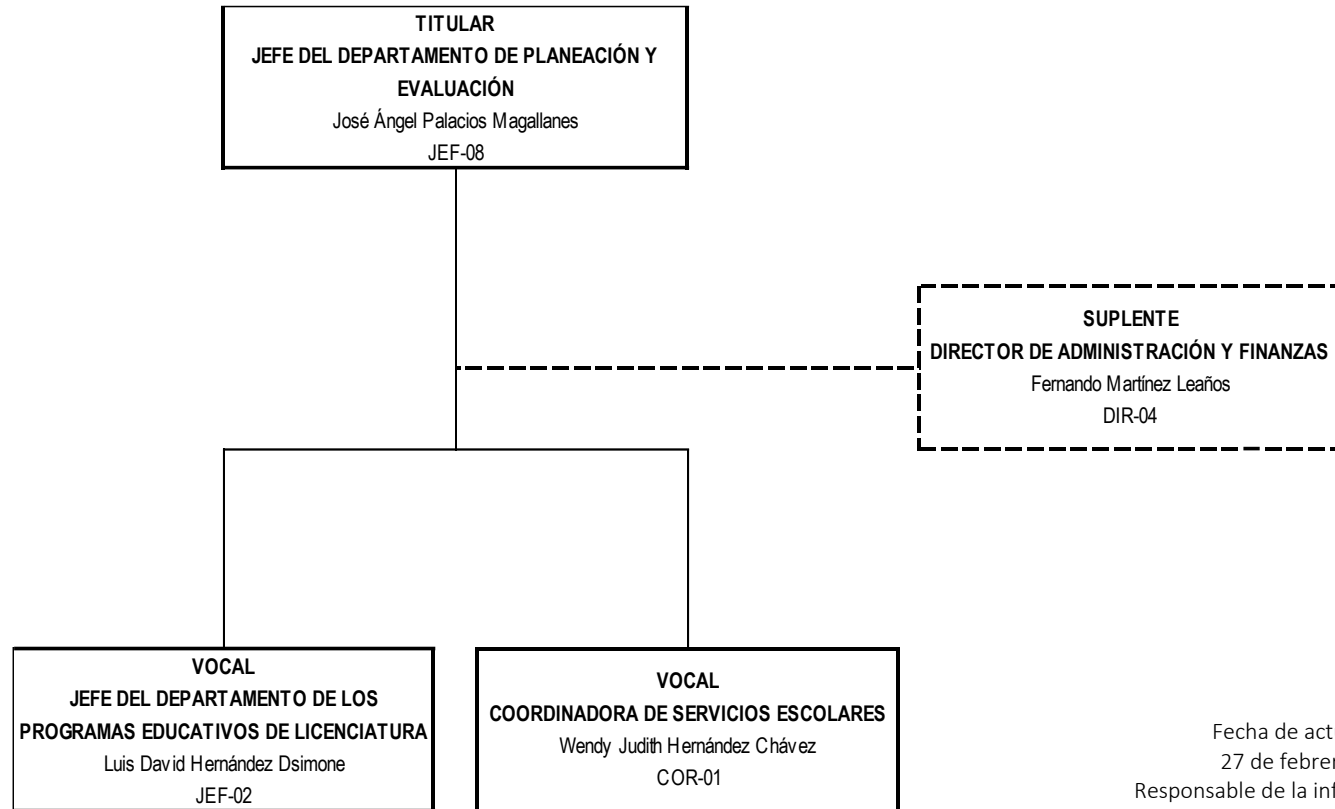 TITULAR
JEFE DEL DEPARTAMENTO DE PLANEACIÓN Y
EVALUACIÓN
José Ángel Palacios Magallanes
JEF-08
SUPLENTE
DIRECTOR DE ADMINISTRACIÓN Y FINANZAS
Fernando Martínez Leaños
DIR-04
VOCAL
JEFE DEL DEPARTAMENTO DE LOS
PROGRAMAS EDUCATIVOS DE LICENCIATURA
Luis David Hernández Dsimone
JEF-02
VOCAL
COORDINADORA DE SERVICIOS ESCOLARES
Wendy Judith Hernández Chávez
COR-01
Fecha de
27 de
Responsable de la